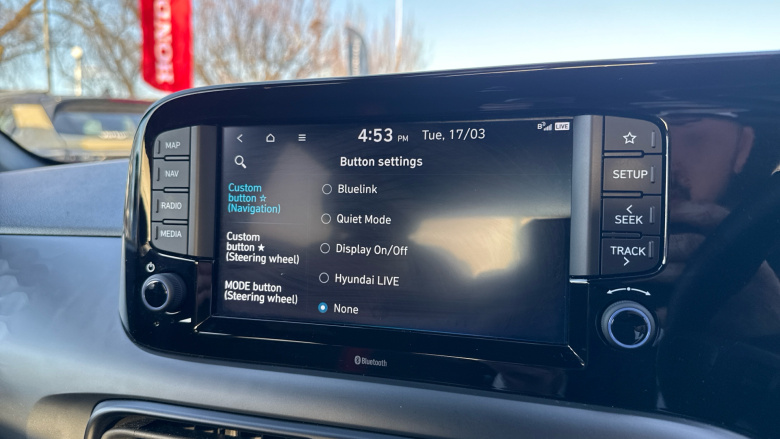 HONDA
4:53 PM Tue, 17/03
LIVE
Button settings
Custom
button ☆
(Navigation)
Custom
button ★
(Steering wheel)
MODE button
(Steering wheel)
Bluelink
Quiet Mode
Display On/Off
Hyundai LIVE
None
MAP
NAV
RADIO
MEDIA
☆
SETUP
<
SEEK
TRACK
>
Bluetooth